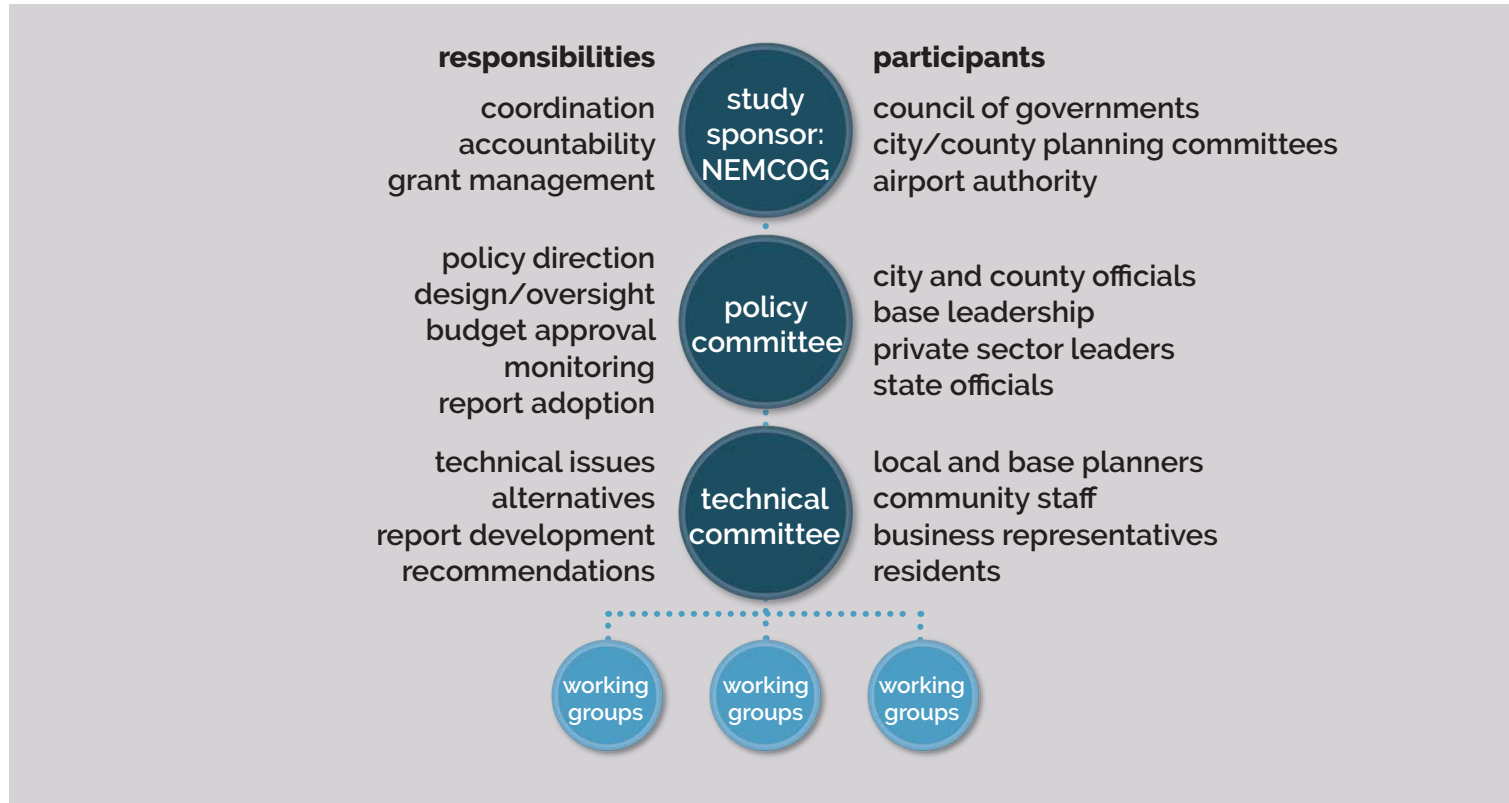 responsibilities
participants
coordination
accountability
grant management
study
sponsor:
NEMCOG
council of governments
city/county planning committees
airport authority
policy direction
design/oversight
budget approval
monitoring
report adoption
policy
committee
city and county officials
base leadership
private sector leaders
state officials
technical issues
alternatives
report development
recommendations
technical
committee
local and base planners
community staff
business representatives
residents
working
groups
working
groups
working
groups